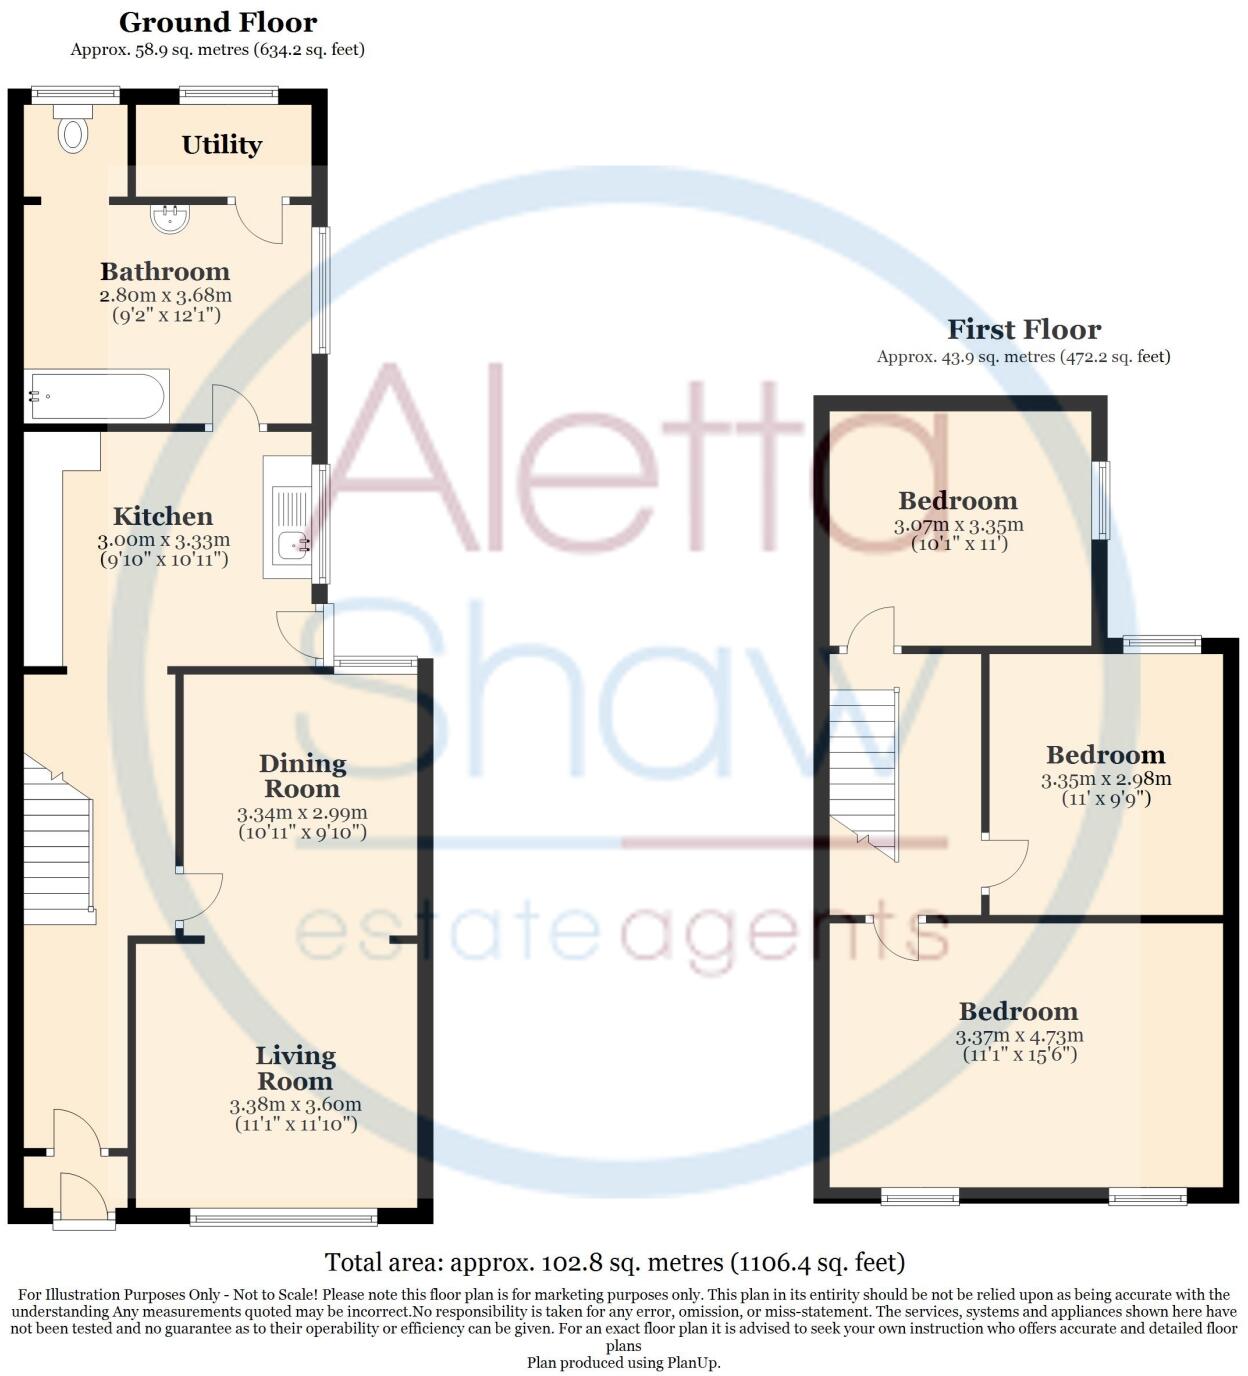 Ground Floor
Approx. 58.9 sq. metres (634.2 sq. feet)
Utility
Bathroom
2.80m x 3.68m
(9'2" x 12'1")
Kitchen
3.00m x 3.33m
(9'10" x 10'11")
Dining
Room
3.34m x 2.99m
(10'11" x 9'10")
Living
Room
3.38m x 3.60m
(11'1" x 11'10")
First Floor
Approx. 43.9 sq. metres (472.2 sq. feet)
Bedroom
3.07m x 3.35m
(10'1" x 11')
Bedroom
3.35m x 2.98m
(11' x 9'9")
Bedroom
3.37m x 4.73m
(11'1" x 15'6")
Aletta
Shaw
estate agents
Total area: approx. 102.8 sq. metres (1106.4 sq. feet)
For Illustration Purposes Only - Not to Scale! Please note this floor plan is for marketing purposes only. This plan in its entirity should be not be relied upon as being accurate with the
understanding Any measurements quoted may be incorrect.No responsibility is taken for any error, omission, or miss-statement. The services, systems and appliances shown here have
not been tested and no guarantee as to their operability or efficiency can be given. For an exact floor plan it is advised to seek your own instruction who offers accurate and detailed floor
plans
Plan produced using PlanUp.